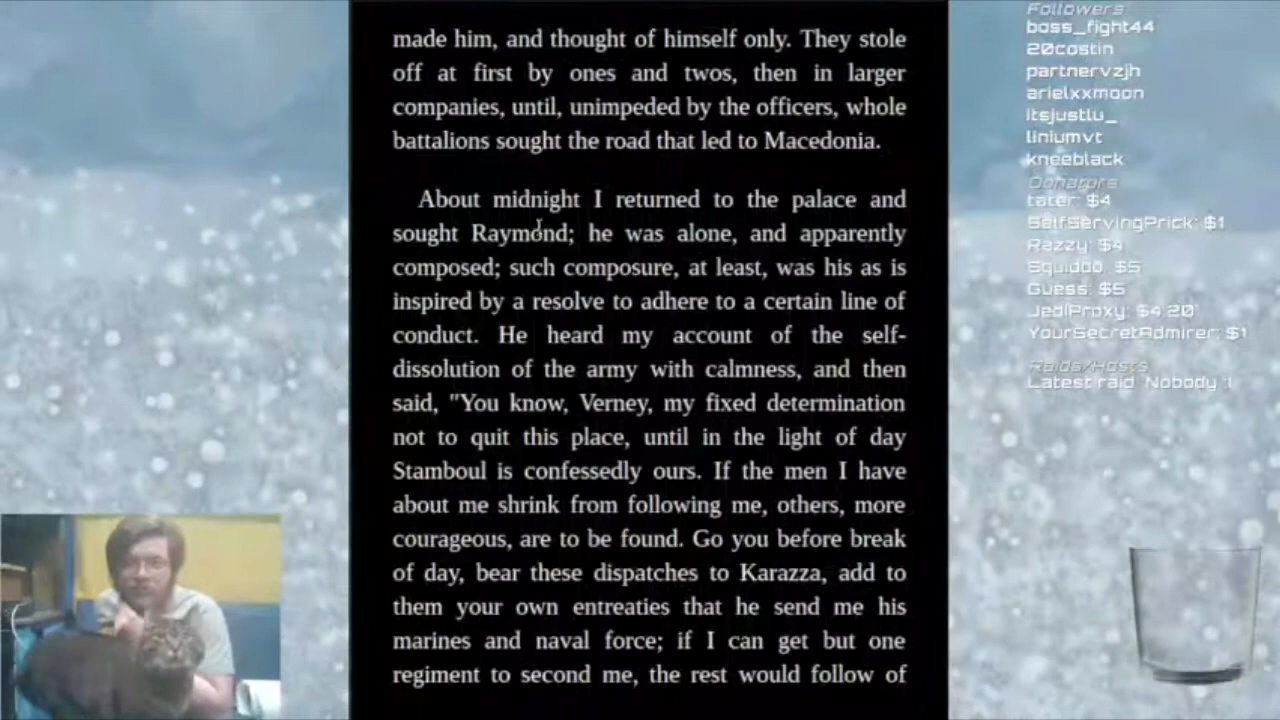 made him, and thought of himself only. They stole
off at first by ones and twos, then in larger
companies, until, unimpeded by the officers, whole
battalions sought the road that led to Macedonia.
About midnight I returned to the palace and
sought Raymond; he was alone, and apparently
composed; such composure, at least, was his as is
inspired by a resolve to adhere to a certain line of
conduct. He heard my account of the self-
dissolution of the army with calmness, and then
said, "You know, Verney, my fixed determination
not to quit this place, until in the light of day
Stamboul is confessedly ours. If the men I have
about me shrink from following me, others, more
courageous, are to be found. Go you before break
of day, bear these dispatches to Karazza, add to
them your own entreaties that he send me his
marines and naval force; if I can get but one
regiment to second me, the rest would follow of
Followers
boss_fight44
20costin
partnervzjh
arielxxmoon
itsjustlu_
liniumvt
kneeblack
Donators
tater: $4
SelfServingPrick: $1
Razzy: $4
Squidoo: $5
Guess: $5
JediProxy: $4.20
YourSecretAdmirer: $1
Raids/Hosts
Latest raid: Nobody :(